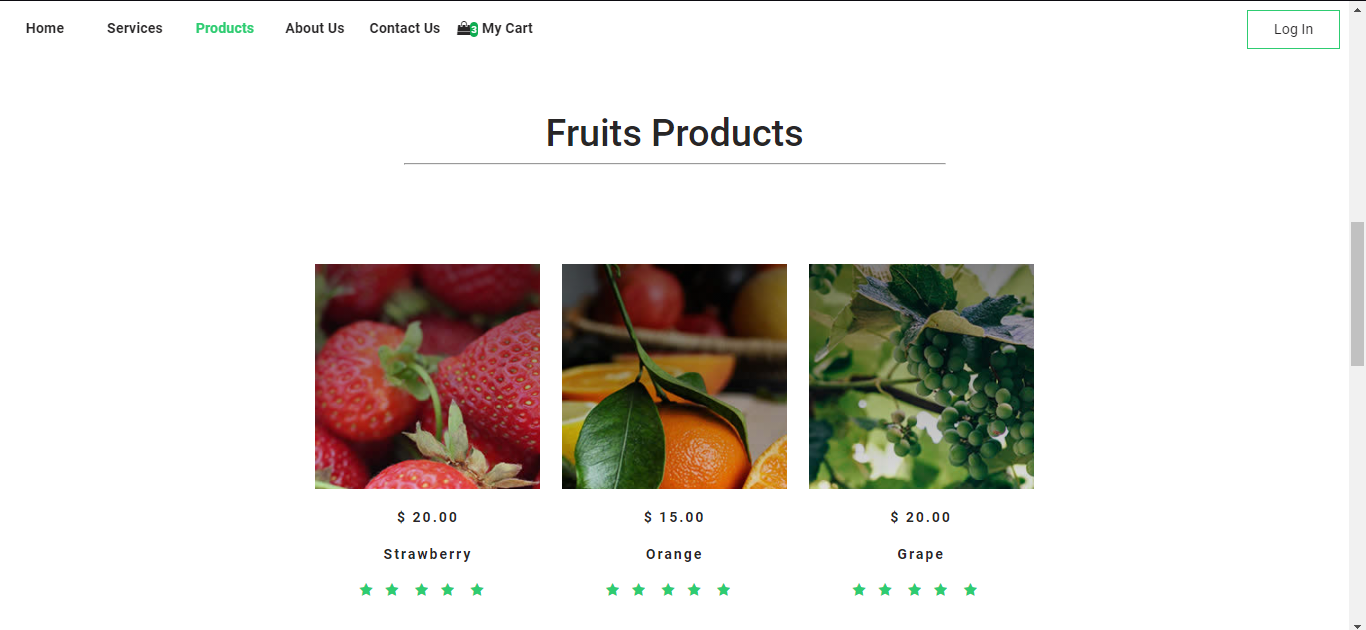 Home Services Products About Us Contact Us 3 My Cart Log In
Fruits Products
$ 20.00 $ 15.00 $ 20.00
Strawberry Orange Grape